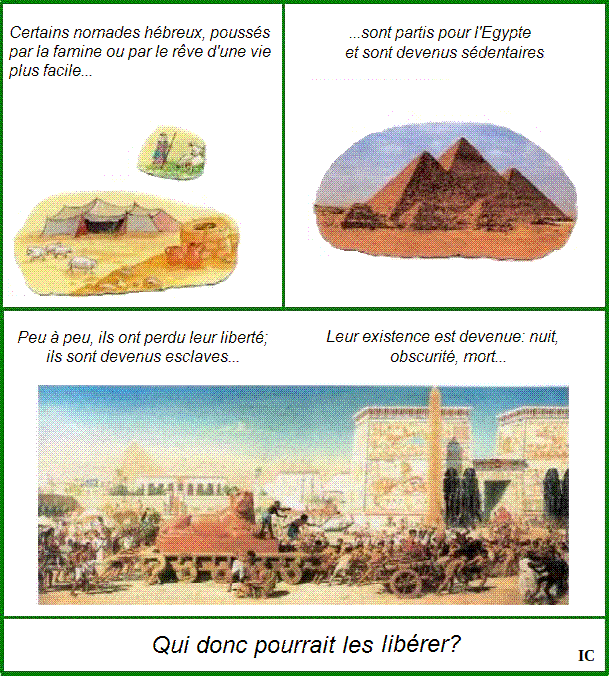 Certains nomades hébreux, poussés
par la famine ou par le rêve d'une vie
plus facile...
...sont partis pour l'Egypte
et sont devenus sédentaires
Peu à peu, ils ont perdu leur liberté;
ils sont devenus esclaves...
Leur existence est devenue: nuit,
obscurité, mort...
Qui donc pourrait les libérer?
IC